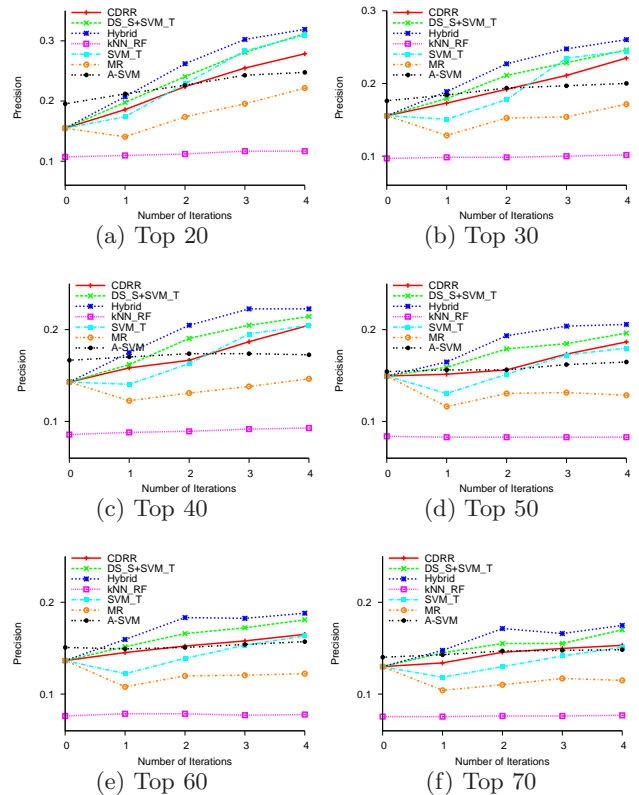 CDRR
DS_S+SVM_T
Hybrid
kNN_RF
SVM_T
MR
A-SVM
Precision
0.3
0.2
0.1
0 1 2 3 4
Number of Iterations
(a) Top 20
CDRR
DS_S+SVM_T
Hybrid
kNN_RF
SVM_T
MR
A-SVM
Precision
0.3
0.2
0.1
0 1 2 3 4
Number of Iterations
(b) Top 30
CDRR
DS_S+SVM_T
Hybrid
kNN_RF
SVM_T
MR
A-SVM
Precision
0.2
0.1
0 1 2 3 4
Number of Iterations
(c) Top 40
CDRR
DS_S+SVM_T
Hybrid
kNN_RF
SVM_T
MR
A-SVM
Precision
0.2
0.1
0 1 2 3 4
Number of Iterations
(d) Top 50
CDRR
DS_S+SVM_T
Hybrid
kNN_RF
SVM_T
MR
A-SVM
Precision
0.2
0.1
0 1 2 3 4
Number of Iterations
(e) Top 60
CDRR
DS_S+SVM_T
Hybrid
kNN_RF
SVM_T
MR
A-SVM
Precision
0.2
0.1
0 1 2 3 4
Number of Iterations
(f) Top 70